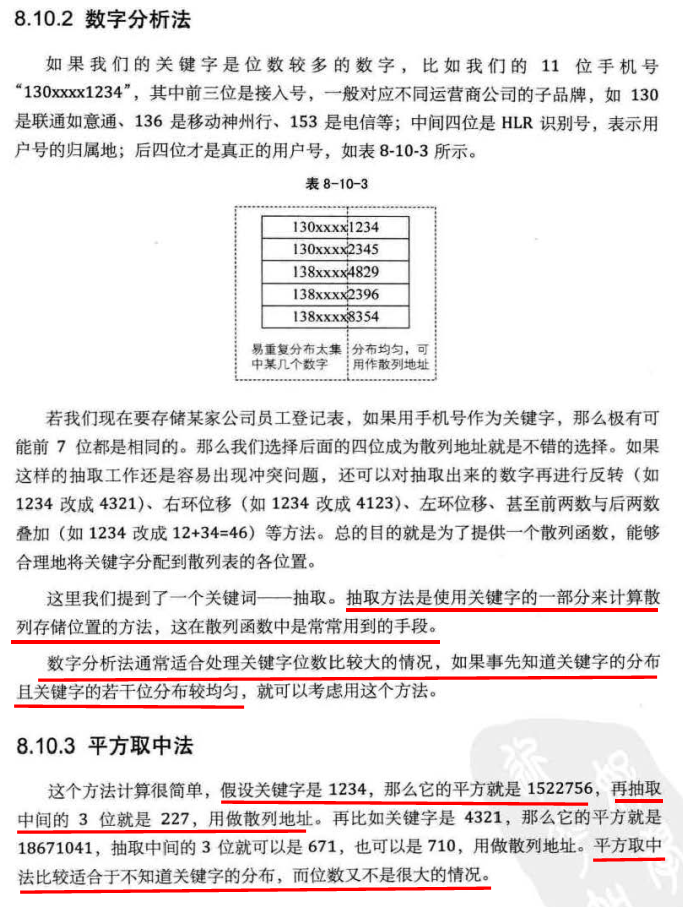 8.10.2 数字分析法
如果我们的关键字是位数较多的数字，比如我们的 11 位手机号
“130xxxx1234”，其中前三位是接入号，一般对应不同运营商公司的子品牌，如 130
是联通如意通、136 是移动神州行、153 是电信等；中间四位是 HLR 识别号，表示用
户号的归属地；后四位才是真正的用户号，如表 8-10-3 所示。
表 8-10-3
130xxxx1234
130xxxx2345
138xxxx4829
138xxxx2396
138xxxx8354
易重复分布太集 分布均匀，可
中某几个数字 用作散列地址
若我们现在要存储某家公司员工登记表，如果用手机号作为关键字，那么极有可
能前 7 位都是相同的。那么我们选择后面的四位成为散列地址就是不错的选择。如果
这样的抽取工作还是容易出现冲突问题，还可以对抽取出来的数字再进行反转（如
1234 改成 4321）、右环位移（如 1234 改成 4123）、左环位移、甚至前两数与后两数
叠加（如 1234 改成 12+34=46）等方法。总的目的就是为了提供一个散列函数，能够
合理地将关键字分配到散列表的各位置。
这里我们提到了一个关键词——抽取。抽取方法是使用关键字的一部分来计算散
列存储位置的方法，这在散列函数中是常常用到的手段。
数字分析法通常适合处理关键字位数比较大的情况，如果事先知道关键字的分布
且关键字的若干位分布较均匀，就可以考虑用这个方法。
8.10.3 平方取中法
这个方法计算很简单，假设关键字是 1234，那么它的平方就是 1522756，再抽取
中间的 3 位就是 227，用做散列地址。再比如关键字是 4321，那么它的平方就是
18671041，抽取中间的 3 位就可以是 671，也可以是 710，用做散列地址。平方取中
法比较适合于不知道关键字的分布，而位数又不是很大的情况。